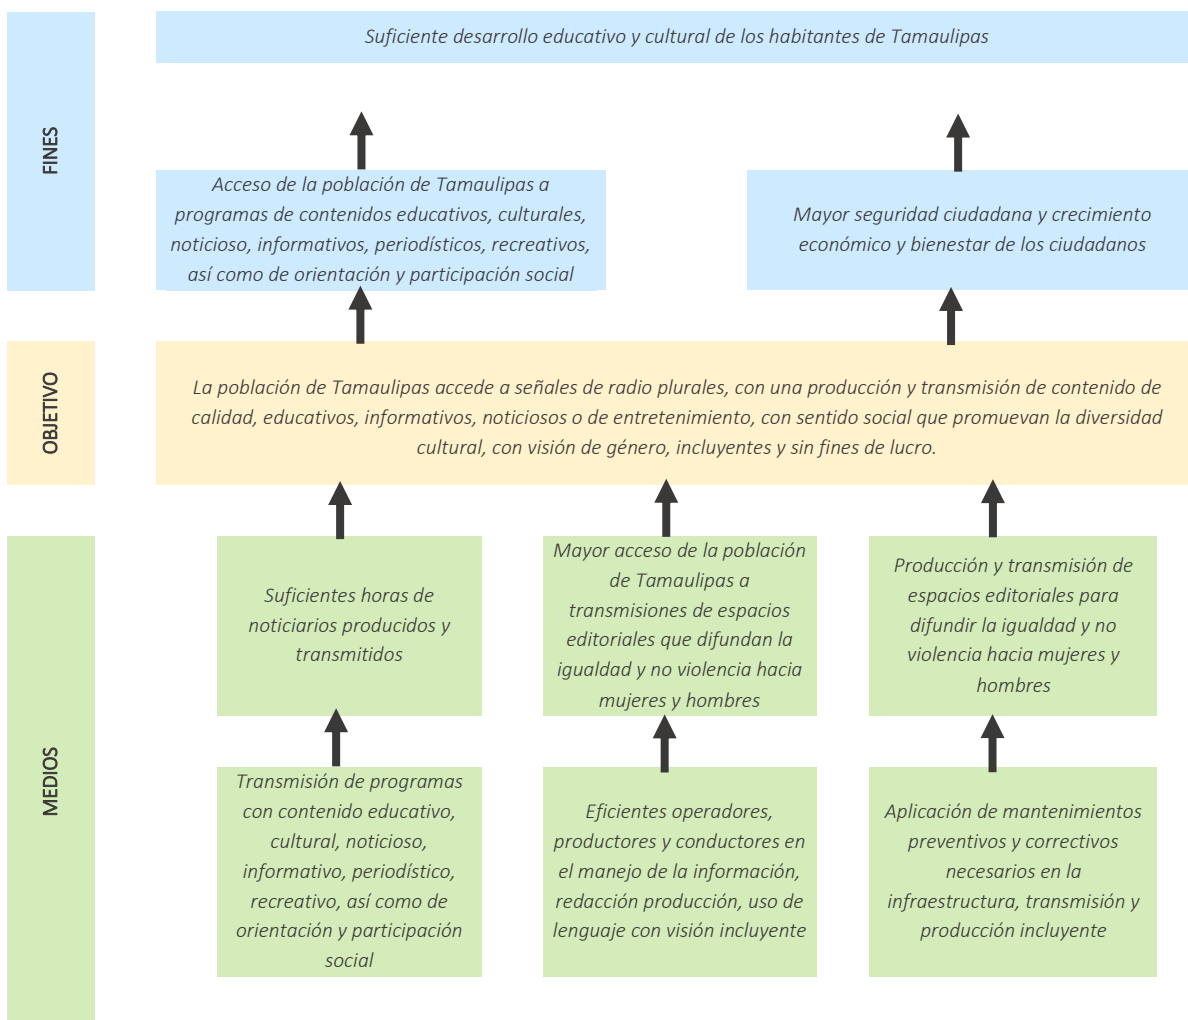 FINES
Suficiente desarrollo educativo y cultural de los habitantes de Tamaulipas
Acceso de la población de Tamaulipas a
programas de contenidos educativos, culturales,
noticioso, informativos, periodísticos, recreativos,
así como de orientación y participación social
Mayor seguridad ciudadana y crecimiento
económico y bienestar de los ciudadanos
OBJETIVO
La población de Tamaulipas accede a señales de radio plurales, con una producción y transmisión de contenido de
calidad, educativos, informativos, noticiosos o de entretenimiento, con sentido social que promuevan la diversidad
cultural, con visión de género, incluyentes y sin fines de lucro.
MEDIOS
Suficientes horas de
noticiarios producidos y
transmitidos
Mayor acceso de la población
de Tamaulipas a
transmisiones de espacios
editoriales que difundan la
igualdad y no violencia hacia
mujeres y hombres
Producción y transmisión de
espacios editoriales para
difundir la igualdad y no
violencia hacia mujeres y
hombres
Transmisión de programas
con contenido educativo,
cultural, noticioso,
informativo, periodístico,
recreativo, así como de
orientación y participación
social
Eficientes operadores,
productores y conductores en
el manejo de la información,
redacción producción, uso de
lenguaje con visión incluyente
Aplicación de mantenimientos
preventivos y correctivos
necesarios en la
infraestructura, transmisión y
producción incluyente